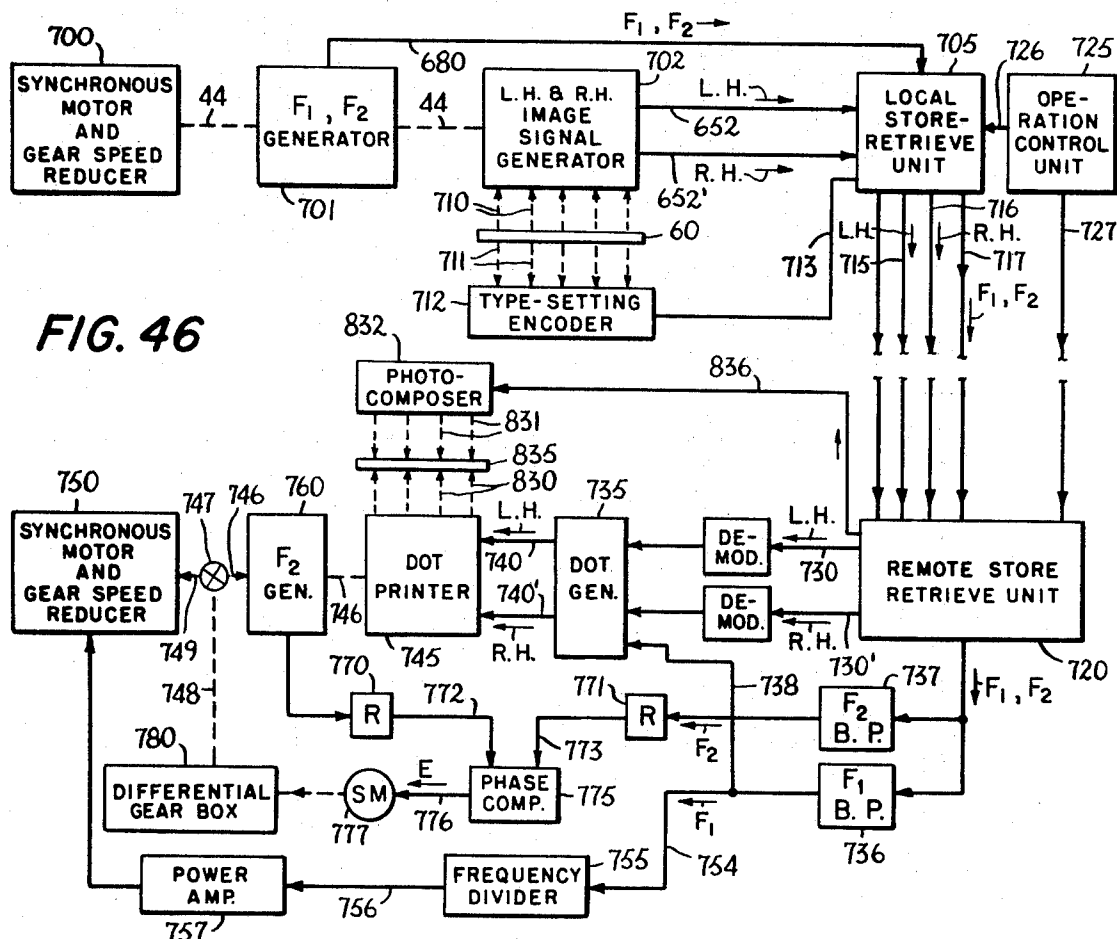 700
SYNCHRONOUS
MOTOR
AND
GEAR SPEED
REDUCER
44
F1, F2
GENERATOR
701
680
F1, F2
44
702
L.H. & R.H.
IMAGE
SIGNAL
GENERATOR
L.H.
652
652'
R.H.
705
LOCAL
STORE-
RETRIEVE
UNIT
726
725
OPE-
RATION
CONTROL
UNIT
727
710
60
711
712
TYPE-SETTING
ENCODER
713
L.H.
715
716
R.H.
717
F1, F2
FIG. 46
832
PHOTO-
COMPOSER
836
831
835
830
750
SYNCHRONOUS
MOTOR
AND
GEAR SPEED
REDUCER
747
746
749
748
760
F2
GEN.
746
DOT
PRINTER
745
L.H.
740
740'
R.H.
735
DOT
GEN.
DE-
MOD.
DE-
MOD.
L.H.
730
R.H.
730'
REMOTE STORE
RETRIEVE UNIT
720
F1, F2
738
737
F2
B. P.
F1
B. P.
736
770
R
772
771
R
F2
773
780
DIFFERENTIAL
GEAR BOX
SM
777
E
776
PHASE
COMP.
775
F1
754
755
FREQUENCY
DIVIDER
756
POWER
AMP.
757